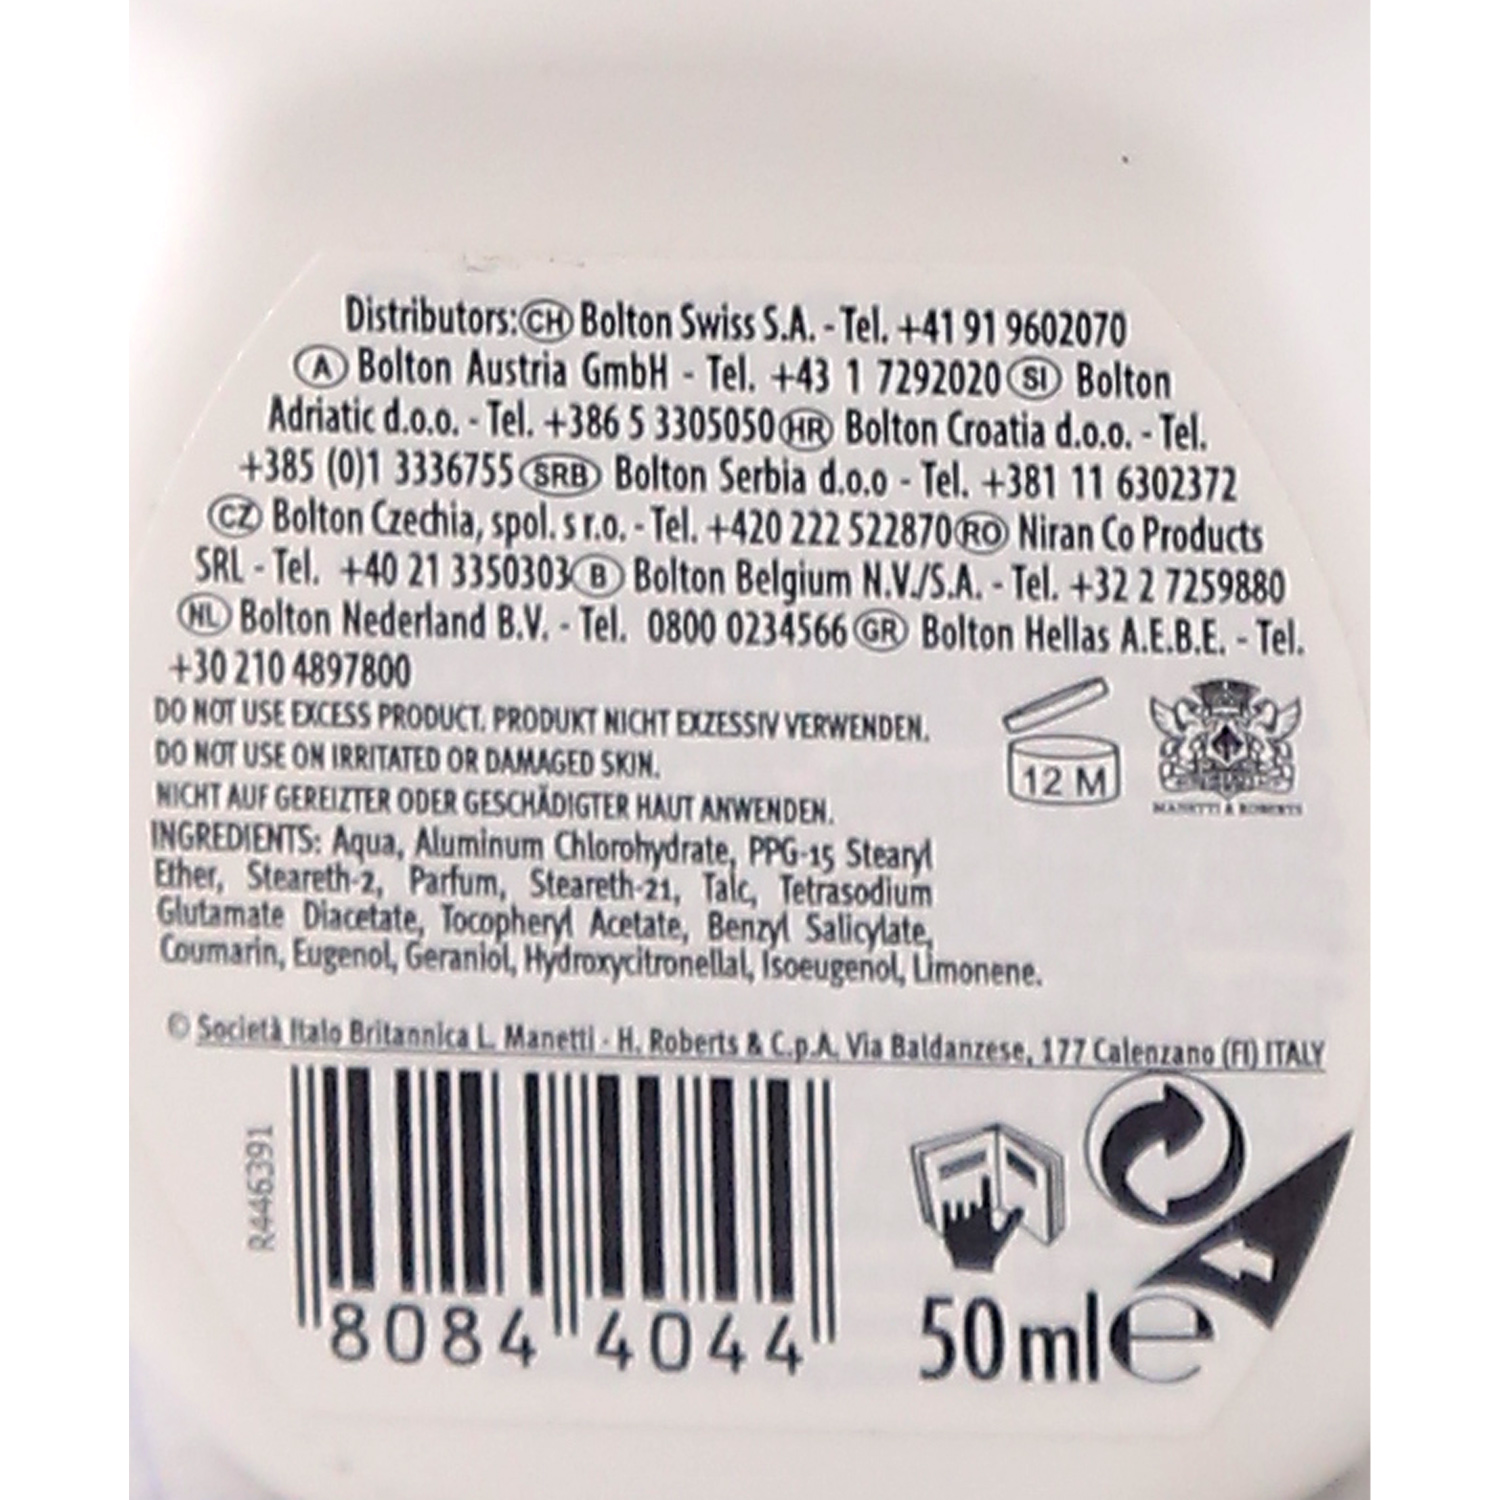 Distributors: CH Bolton Swiss S.A. - Tel. +41 91 9602070
A Bolton Austria GmbH - Tel. +43 1 7292020 SI Bolton
Adriatic d.o.o. - Tel. +386 5 3305050 HR Bolton Croatia d.o.o. - Tel.
+385 (0)1 3336755 SRB Bolton Serbia d.o.o - Tel. +381 11 6302372
CZ Bolton Czechia, spol. s r.o. - Tel. +420 222 522870 RO Niran Co Products
SRL - Tel. +40 21 3350303 B Bolton Belgium N.V./S.A. - Tel. +32 2 7259880
NL Bolton Nederland B.V. - Tel. 0800 0234566 GR Bolton Hellas A.E.B.E. - Tel.
+30 210 4897800
DO NOT USE EXCESS PRODUCT. PRODUKT NICHT EXZESSIV VERWENDEN.
DO NOT USE ON IRRITATED OR DAMAGED SKIN.
NICHT AUF GEREIZTER ODER GESCHÄDIGTER HAUT ANWENDEN.
12 M
MANETTI & ROBERTS
INGREDIENTS: Aqua, Aluminum Chlorohydrate, PPG-15 Stearyl
Ether, Steareth-2, Parfum, Steareth-21, Talc, Tetrasodium
Glutamate Diacetate, Tocopheryl Acetate, Benzyl Salicylate,
Coumarin, Eugenol, Geraniol, Hydroxycitronellal, Isoeugenol, Limonene.
© Società Italo Britannica L. Manetti - H. Roberts & C.p.A. Via Baldanzese, 177 Calenzano (FI) ITALY
R446391
8084 4044
50 ml e